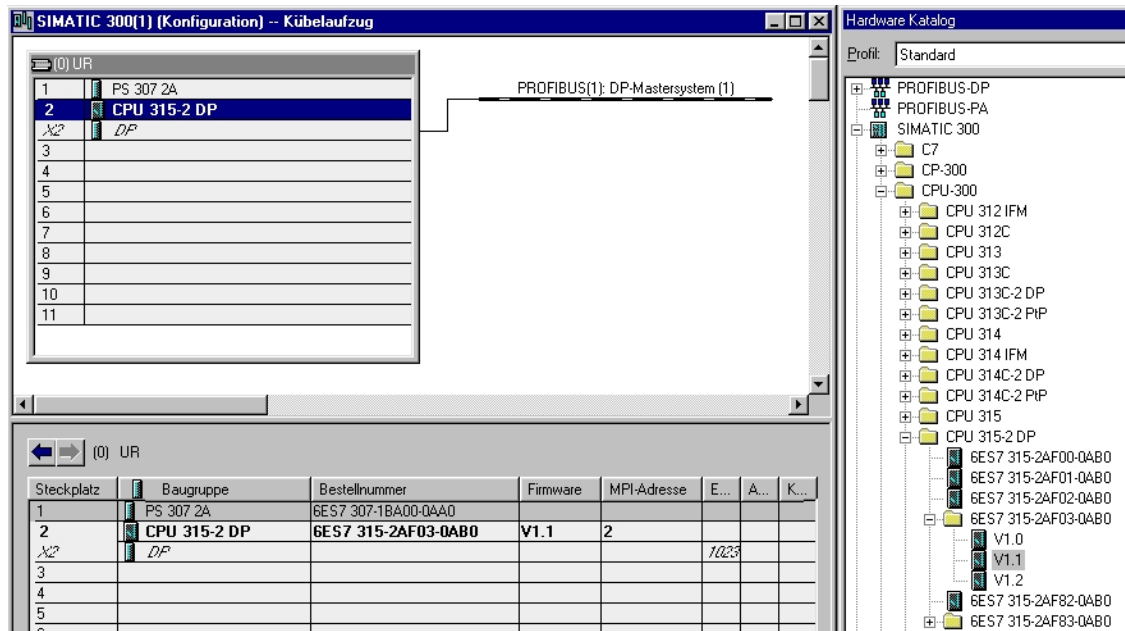 SIMATIC 300(1) (Konfiguration) -- Kübelaufzug
(0) UR
1 PS 307 2A
2 CPU 315-2 DP
X2 DP
3
4
5
6
7
8
9
10
11
PROFIBUS(1): DP-Mastersystem (1)
(0) UR
Steckplatz Baugruppe Bestellnummer Firmware MPI-Adresse E... A... K...
1 PS 307 2A 6ES7 307-1BA00-0AA0
2 CPU 315-2 DP 6ES7 315-2AF03-0AB0 V1.1 2
X2 DP 1023
3
4
5
Hardware Katalog
Profil: Standard
PROFIBUS-DP
PROFIBUS-PA
SIMATIC 300
C7
CP-300
CPU-300
CPU 312 IFM
CPU 312C
CPU 313
CPU 313C
CPU 313C-2 DP
CPU 313C-2 PtP
CPU 314
CPU 314 IFM
CPU 314C-2 DP
CPU 314C-2 PtP
CPU 315
CPU 315-2 DP
6ES7 315-2AF00-0AB0
6ES7 315-2AF01-0AB0
6ES7 315-2AF02-0AB0
6ES7 315-2AF03-0AB0
V1.0
V1.1
V1.2
6ES7 315-2AF82-0AB0
6ES7 315-2AF83-0AB0